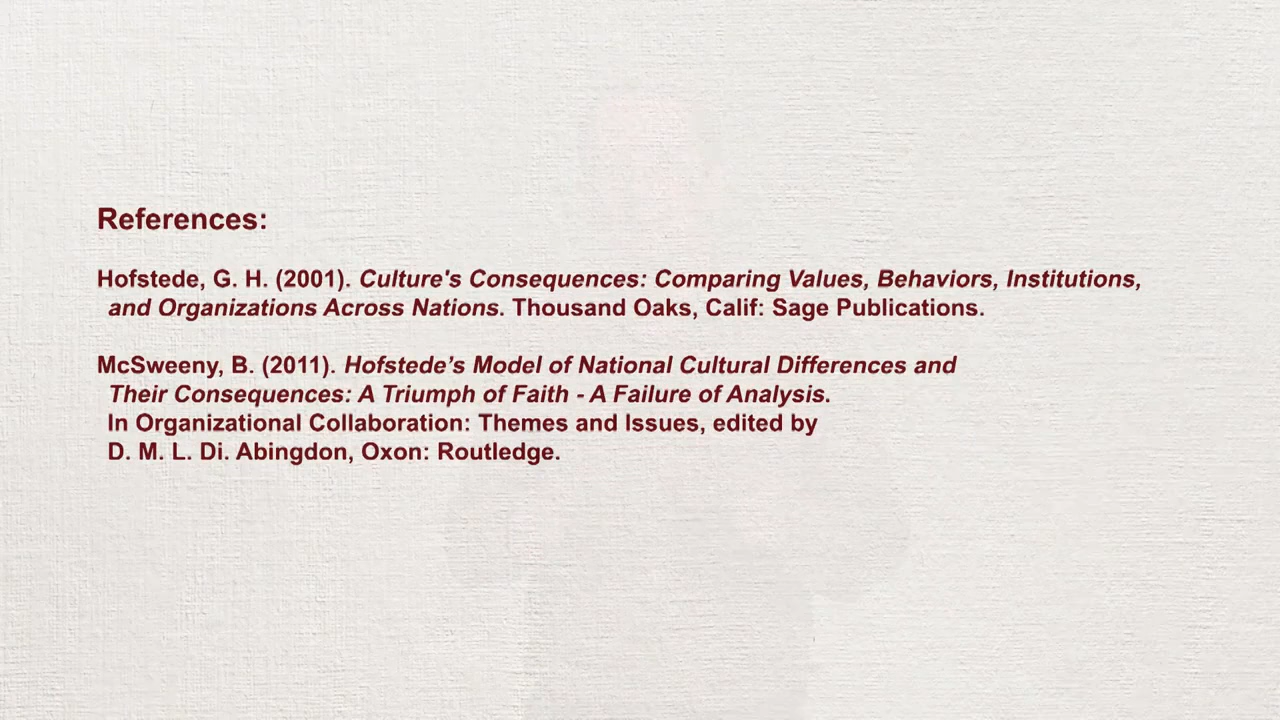 References:
Hofstede, G. H. (2001). Culture's Consequences: Comparing Values, Behaviors, Institutions,
and Organizations Across Nations. Thousand Oaks, Calif: Sage Publications.
McSweeny, B. (2011). Hofstede’s Model of National Cultural Differences and
Their Consequences: A Triumph of Faith - A Failure of Analysis.
In Organizational Collaboration: Themes and Issues, edited by
D. M. L. Di. Abingdon, Oxon: Routledge.